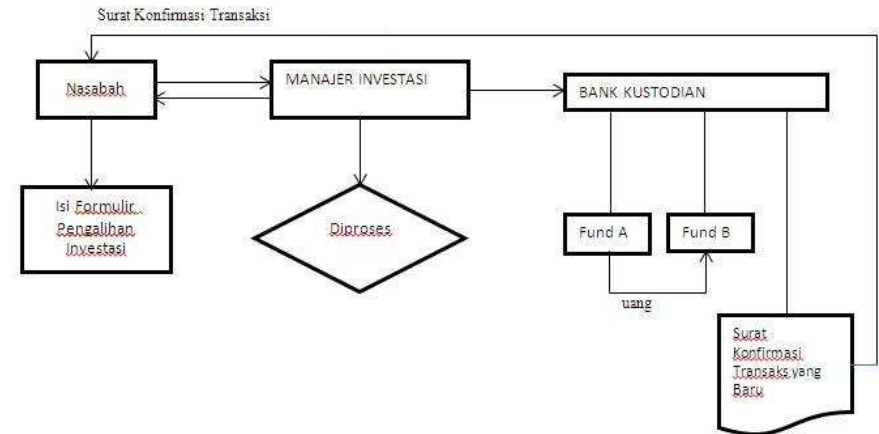 Surat Konfirmasi Transaksi
Nasabah
MANAJER INVESTASI
BANK KUSTODIAN
Isi Formulir
Pengalihan
Investasi
Diproses
Fund A
Fund B
uang
Surat
Konfirmasi
Transaks yang
Baru